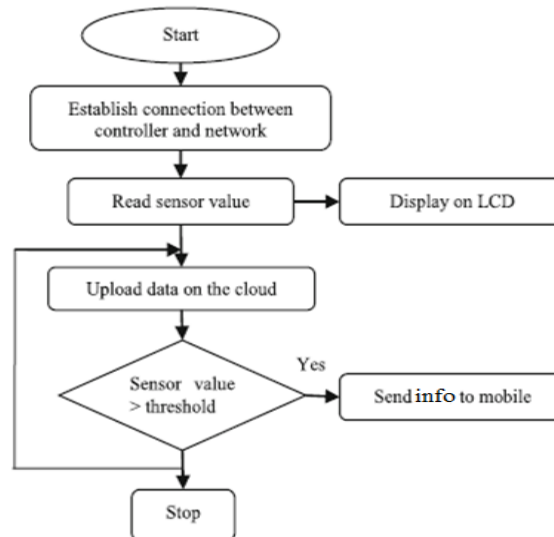 Start
Establish connection between
controller and network
Read sensor value
Display on LCD
Upload data on the cloud
Sensor value
> threshold
Yes
Send info to mobile
Stop